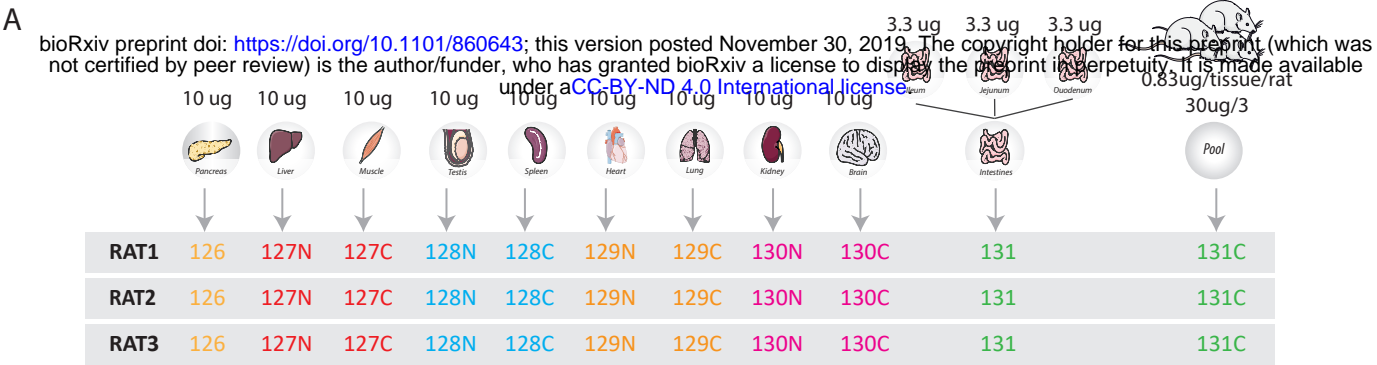 A
3.3 ug 3.3 ug 3.3 ug
bioRxiv preprint doi: https://doi.org/10.1101/860643; this version posted November 30, 2019. The copyright holder for this preprint (which was
not certified by peer review) is the author/funder, who has granted bioRxiv a license to display the preprint in perpetuity. It is made available
under aCC-BY-ND 4.0 International license.
Ileum Jejunum Duodenum
0.83ug/tissue/rat
30ug/3
10 ug 10 ug 10 ug 10 ug 10 ug 10 ug 10 ug 10 ug 10 ug
Pancreas Liver Muscle Testis Spleen Heart Lung Kidney Brain Intestines Pool
RAT1 126 127N 127C 128N 128C 129N 129C 130N 130C 131 131C
RAT2 126 127N 127C 128N 128C 129N 129C 130N 130C 131 131C
RAT3 126 127N 127C 128N 128C 129N 129C 130N 130C 131 131C